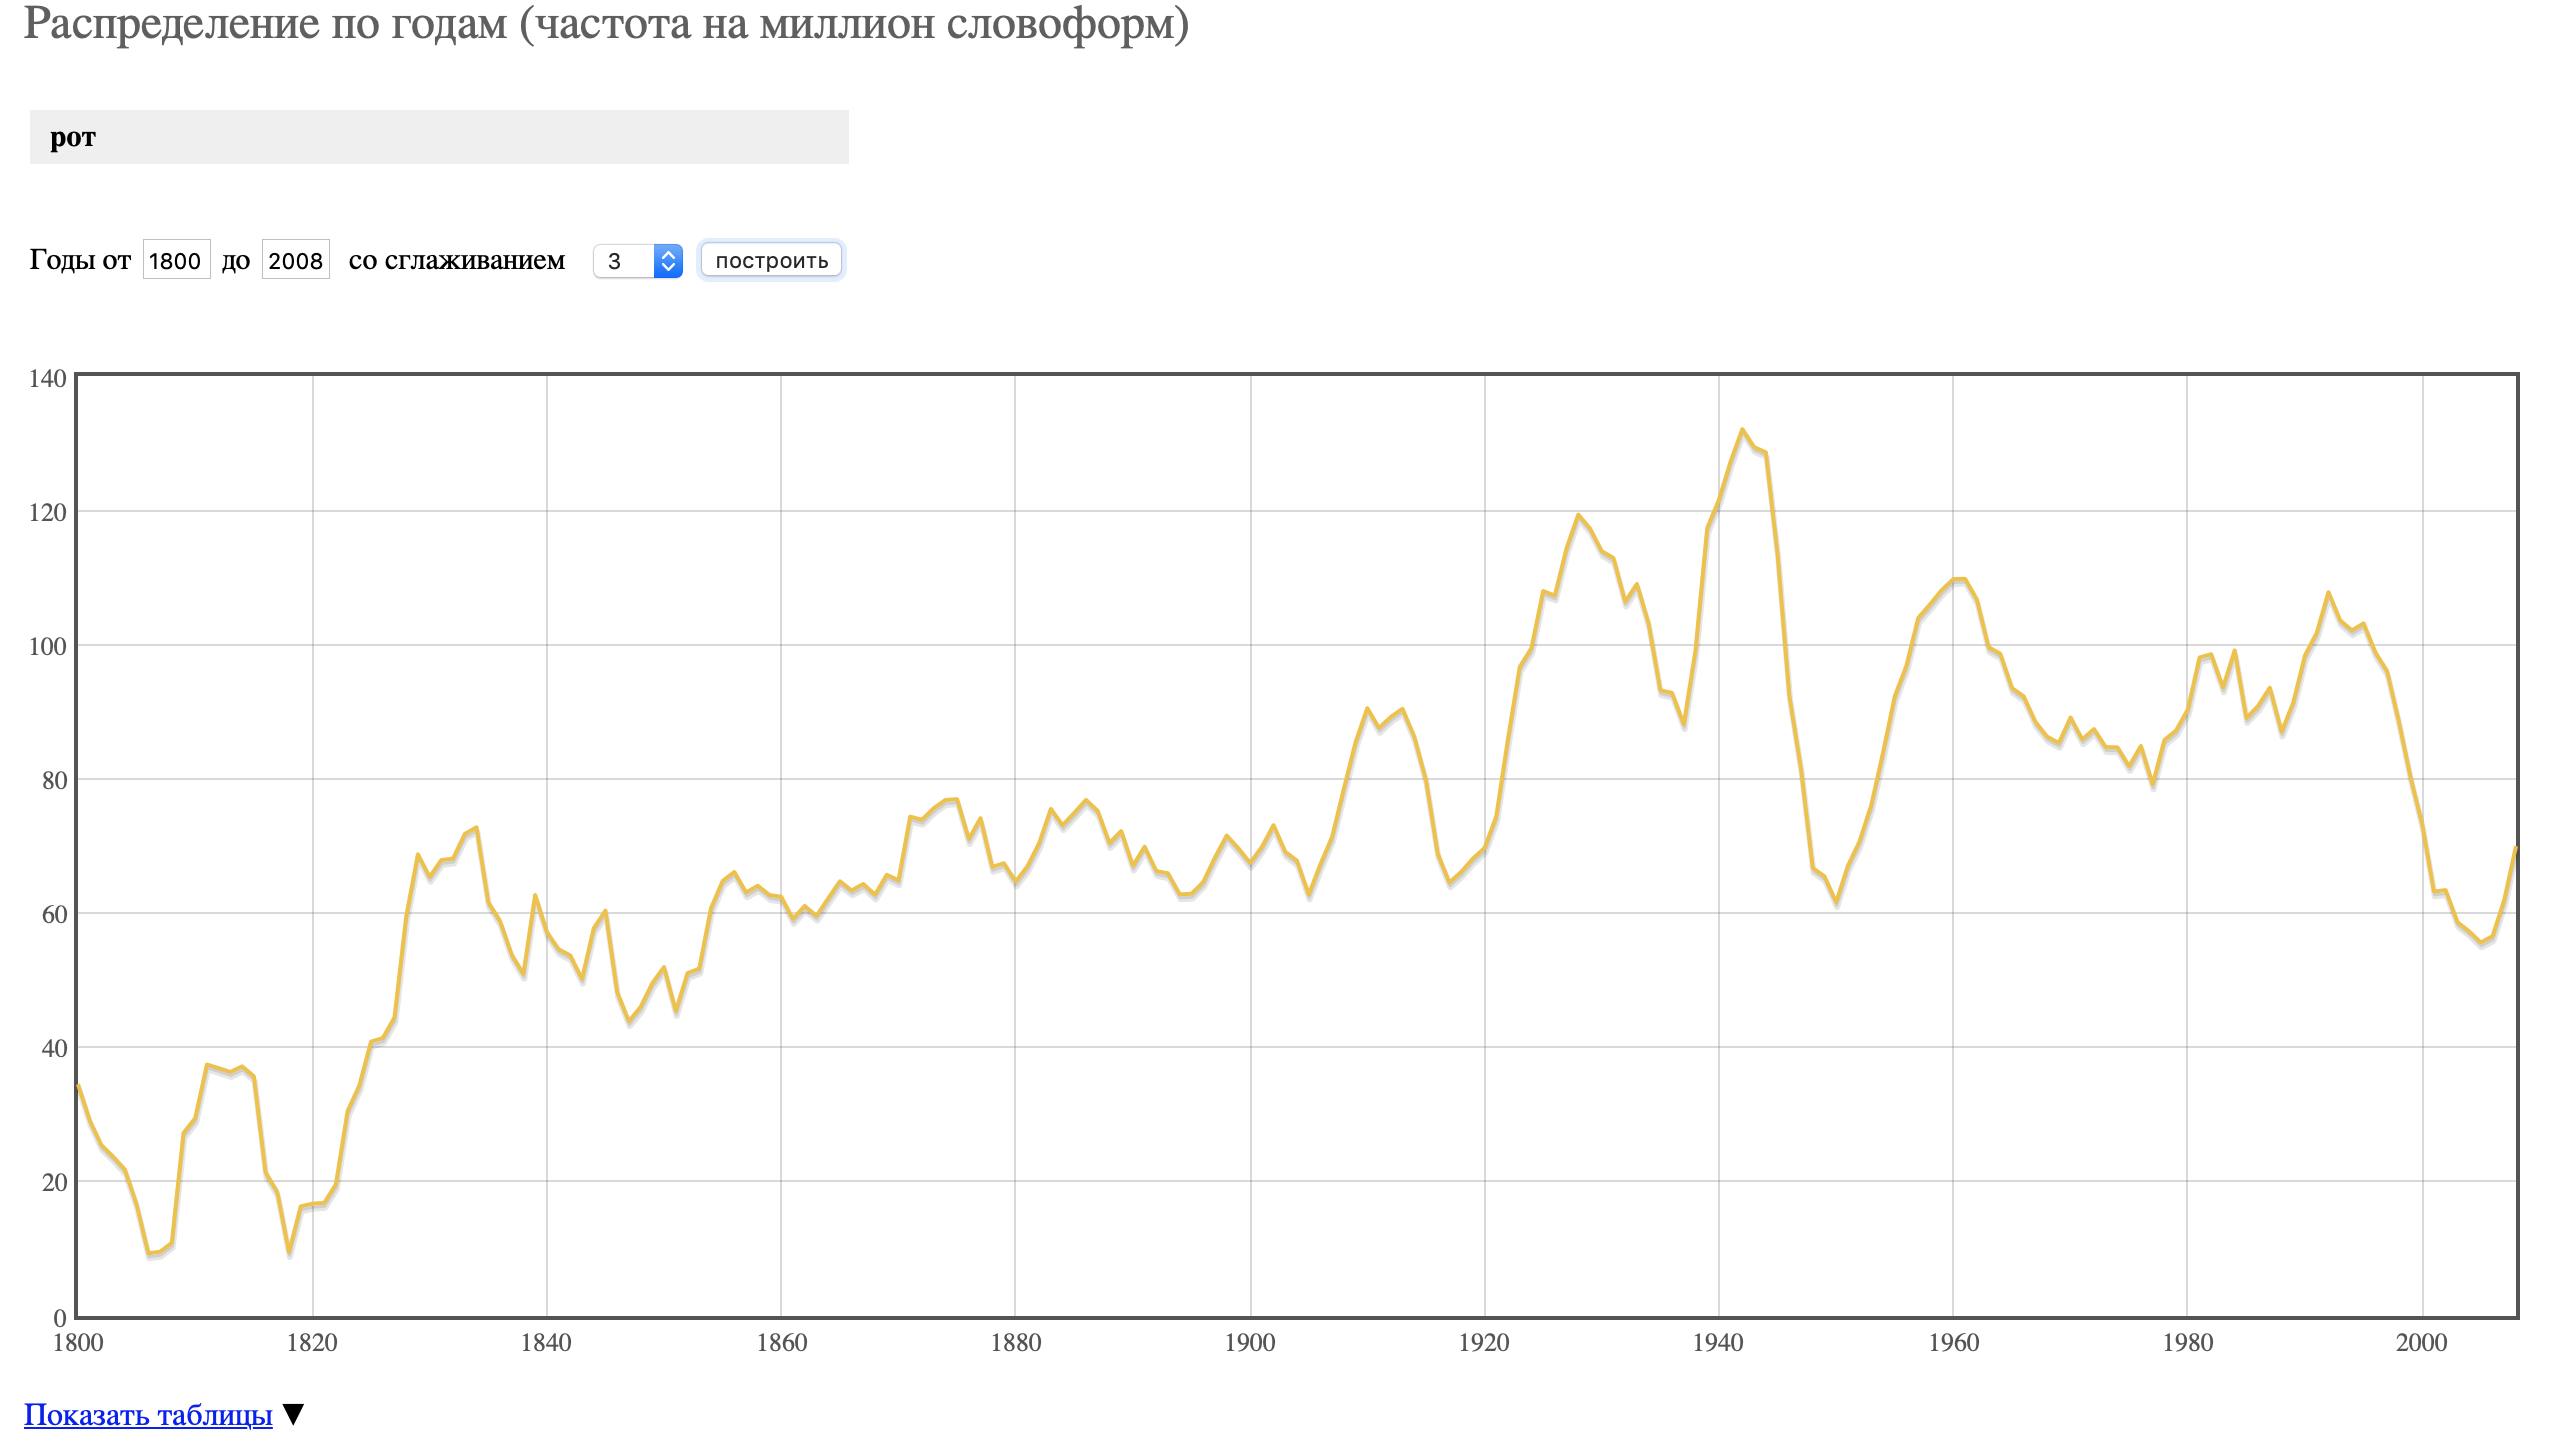 Распределение по годам (частота на миллион словоформ)
рот
Годы от 1800 до 2008 со сглаживанием 3 построить
140
120
100
80
60
40
20
0
1800 1820 1840 1860 1880 1900 1920 1940 1960 1980 2000
Показать таблицы ▼